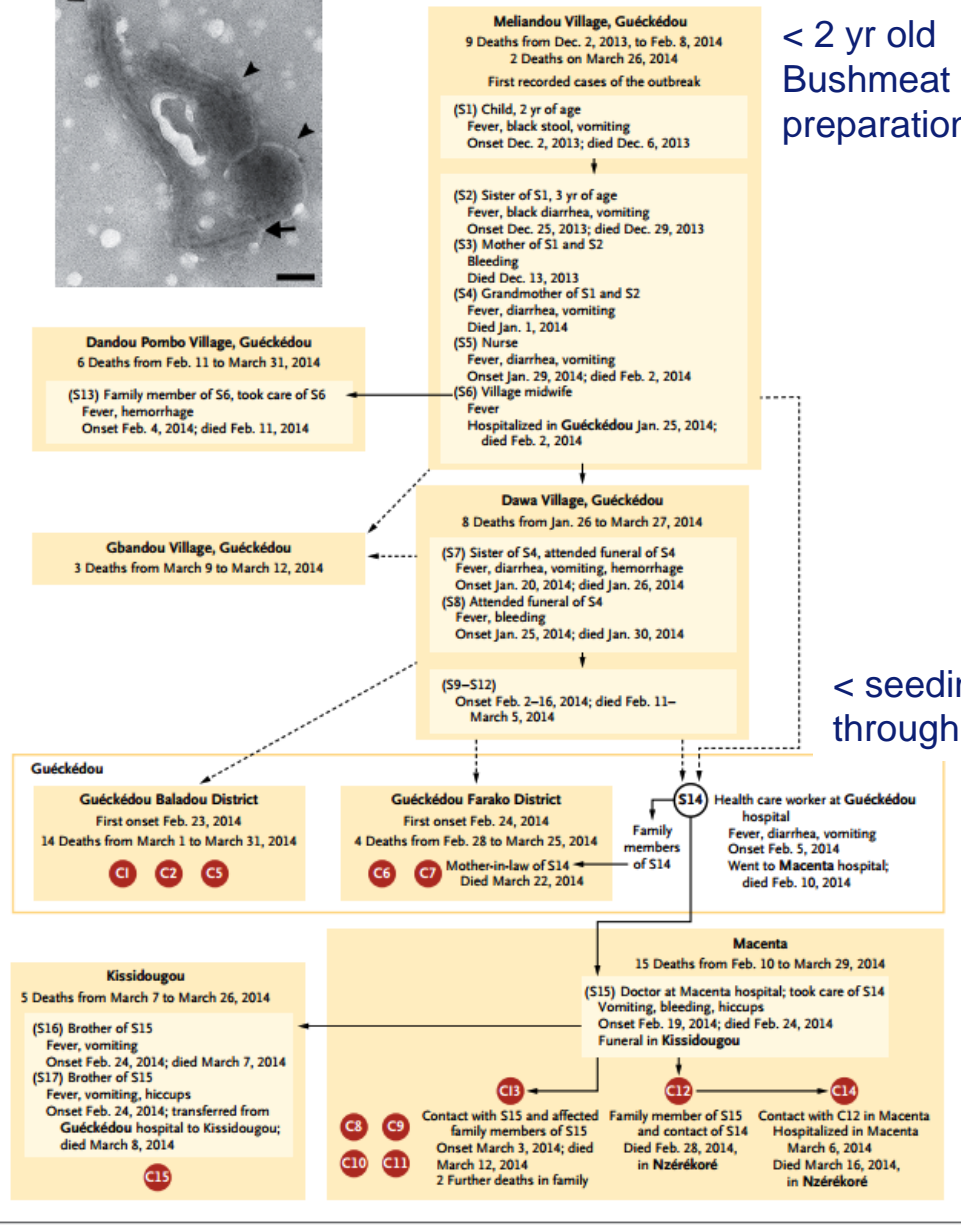 Meliandou Village, Guéckédou
9 Deaths from Dec. 2, 2013, to Feb. 8, 2014
2 Deaths on March 26, 2014
First recorded cases of the outbreak
(S1) Child, 2 yr of age
Fever, black stool, vomiting
Onset Dec. 2, 2013; died Dec. 6, 2013
(S2) Sister of S1, 3 yr of age
Fever, black diarrhea, vomiting
Onset Dec. 25, 2013; died Dec. 29, 2013
(S3) Mother of S1 and S2
Bleeding
Died Dec. 13, 2013
(S4) Grandmother of S1 and S2
Fever, diarrhea, vomiting
Died Jan. 1, 2014
(S5) Nurse
Fever, diarrhea, vomiting
Onset Jan. 29, 2014; died Feb. 2, 2014
(S6) Village midwife
Fever
Hospitalized in Guéckédou Jan. 25, 2014;
died Feb. 2, 2014
< 2 yr old
Bushmeat
preparation
Dandou Pombo Village, Guéckédou
6 Deaths from Feb. 11 to March 31, 2014
(S13) Family member of S6, took care of S6
Fever, hemorrhage
Onset Feb. 4, 2014; died Feb. 11, 2014
Gbandou Village, Guéckédou
3 Deaths from March 9 to March 12, 2014
Dawa Village, Guéckédou
8 Deaths from Jan. 26 to March 27, 2014
(S7) Sister of S4, attended funeral of S4
Fever, diarrhea, vomiting, hemorrhage
Onset Jan. 20, 2014; died Jan. 26, 2014
(S8) Attended funeral of S4
Fever, bleeding
Onset Jan. 25, 2014; died Jan. 30, 2014
(S9–S12)
Onset Feb. 2–16, 2014; died Feb. 11–
March 5, 2014
<
through
Guéckédou
Guéckédou Baladou District
First onset Feb. 23, 2014
14 Deaths from March 1 to March 31, 2014
C1 C2 C5
Guéckédou Farako District
First onset Feb. 24, 2014
4 Deaths from Feb. 28 to March 25, 2014
C6 C7 Mother-in-law of S14
Died March 22, 2014
Family
members
of S14
S14
Health care worker at Guéckédou
hospital
Fever, diarrhea, vomiting
Onset Feb. 5, 2014
Went to Macenta hospital;
died Feb. 10, 2014
Kissidougou
5 Deaths from March 7 to March 26, 2014
(S16) Brother of S15
Fever, vomiting
Onset Feb. 24, 2014; died March 7, 2014
(S17) Brother of S15
Fever, vomiting, hiccups
Onset Feb. 24, 2014; transferred from
Guéckédou hospital to Kissidougou;
died March 8, 2014
C15
Macenta
15 Deaths from Feb. 10 to March 29, 2014
(S15) Doctor at Macenta hospital; took care of S14
Vomiting, bleeding, hiccups
Onset Feb. 19, 2014; died Feb. 24, 2014
Funeral in Kissidougou
C8 C9
C10 C11
C13
Contact with S15 and affected
family members of S15
Onset March 3, 2014; died
March 12, 2014
2 Further deaths in family
C12
Family member of S15
and contact of S14
Died Feb. 28, 2014,
in Nzérékoré
C14
Contact with C12 in Macenta
Hospitalized in Macenta
March 6, 2014
Died March 16, 2014,
in Nzérékoré